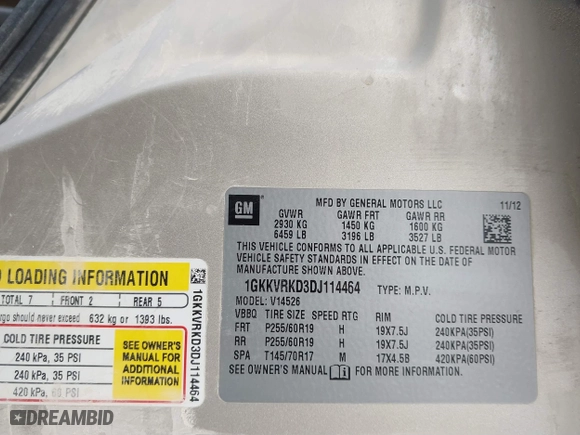 GM
MFD BY GENERAL MOTORS LLC 11/12
GVWR GAWR FRT GAWR RR
2930 KG 1450 KG 1600 KG
6459 LB 3196 LB 3527 LB
THIS VEHICLE CONFORMS TO ALL APPLICABLE U.S. FEDERAL MOTOR
VEHICLE SAFETY STANDARDS IN EFFECT ON THE DATE OF
MANUFACTURE SHOWN ABOVE.
1GKKVRKD3DJ114464 TYPE: M.P.V.
MODEL: V14526
VBBQ TIRE SIZE SPEED RTG RIM COLD TIRE PRESSURE
FRT P255/60R19 H 19X7.5J 240KPA(35PSI)
RR P255/60R19 H 19X7.5J 240KPA(35PSI)
SPA T145/70R17 M 17X4.5B 420KPA(60PSI)
SEE OWNER'S MANUAL FOR MORE INFORMATION.
LOADING INFORMATION
TOTAL 7 FRONT 2 REAR 5
should never exceed 632 kg or 1393 lbs.
COLD TIRE PRESSURE
240 kPa, 35 PSI
240 kPa, 35 PSI
420 kPa, 60 PSI
SEE OWNER'S
MANUAL FOR
ADDITIONAL
INFORMATION
1GKKVRKD3DJ114464
DREAMBID